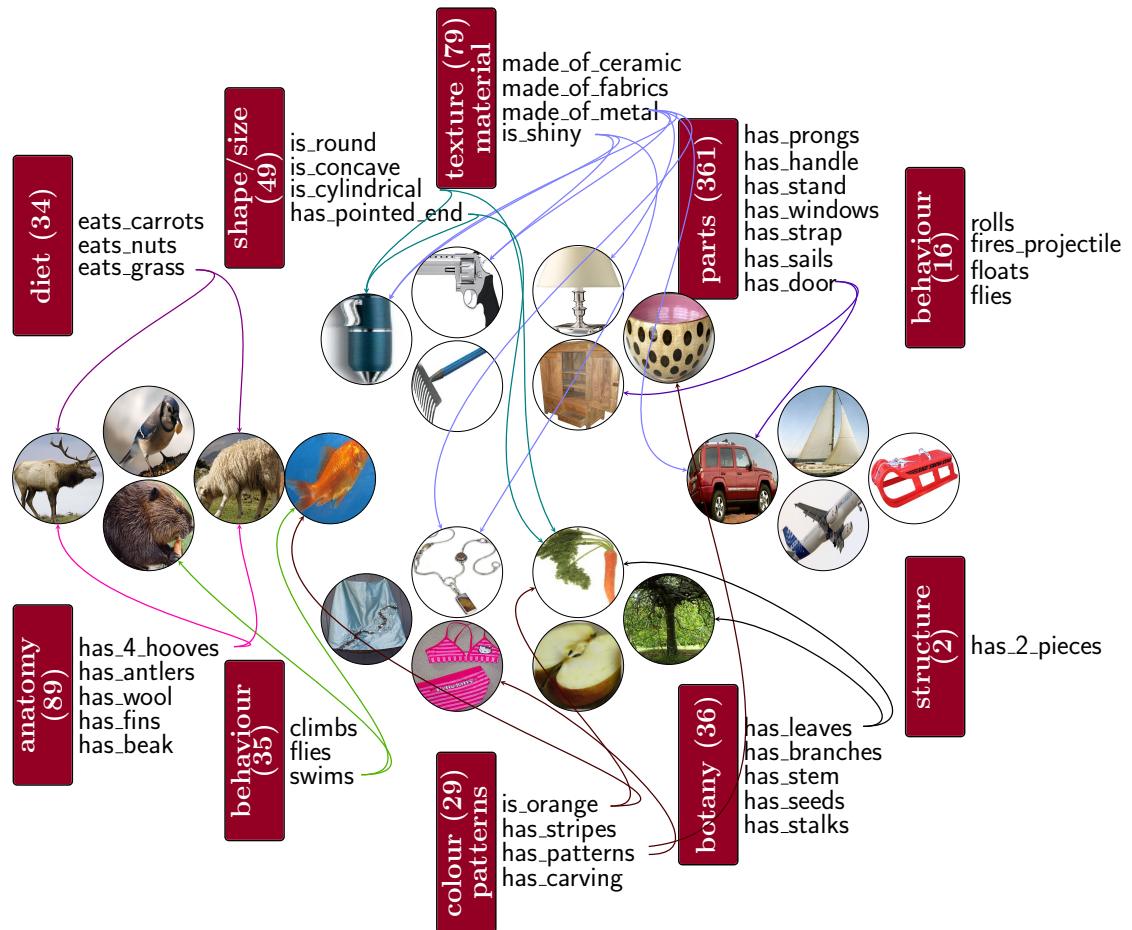 texture (79)
material
made_of_ceramic
made_of_fabrics
made_of_metal
is_shiny
shape/size
(49)
is_round
is_concave
is_cylindrical
has_pointed_end
parts (361)
has_prongs
has_handle
has_stand
has_windows
has_strap
has_sails
has_door
diet (34)
eats_carrots
eats_nuts
eats_grass
behaviour
(16)
rolls
fires_projectile
floats
flies
anatomy
(89)
has_4_hooves
has_antlers
has_wool
has_fins
has_beak
behaviour
(35)
climbs
flies
swims
colour (29)
patterns
is_orange
has_stripes
has_patterns
has_carving
botany (36)
has_leaves
has_branches
has_stem
has_seeds
has_stalks
structure
(2)
has_2_pieces